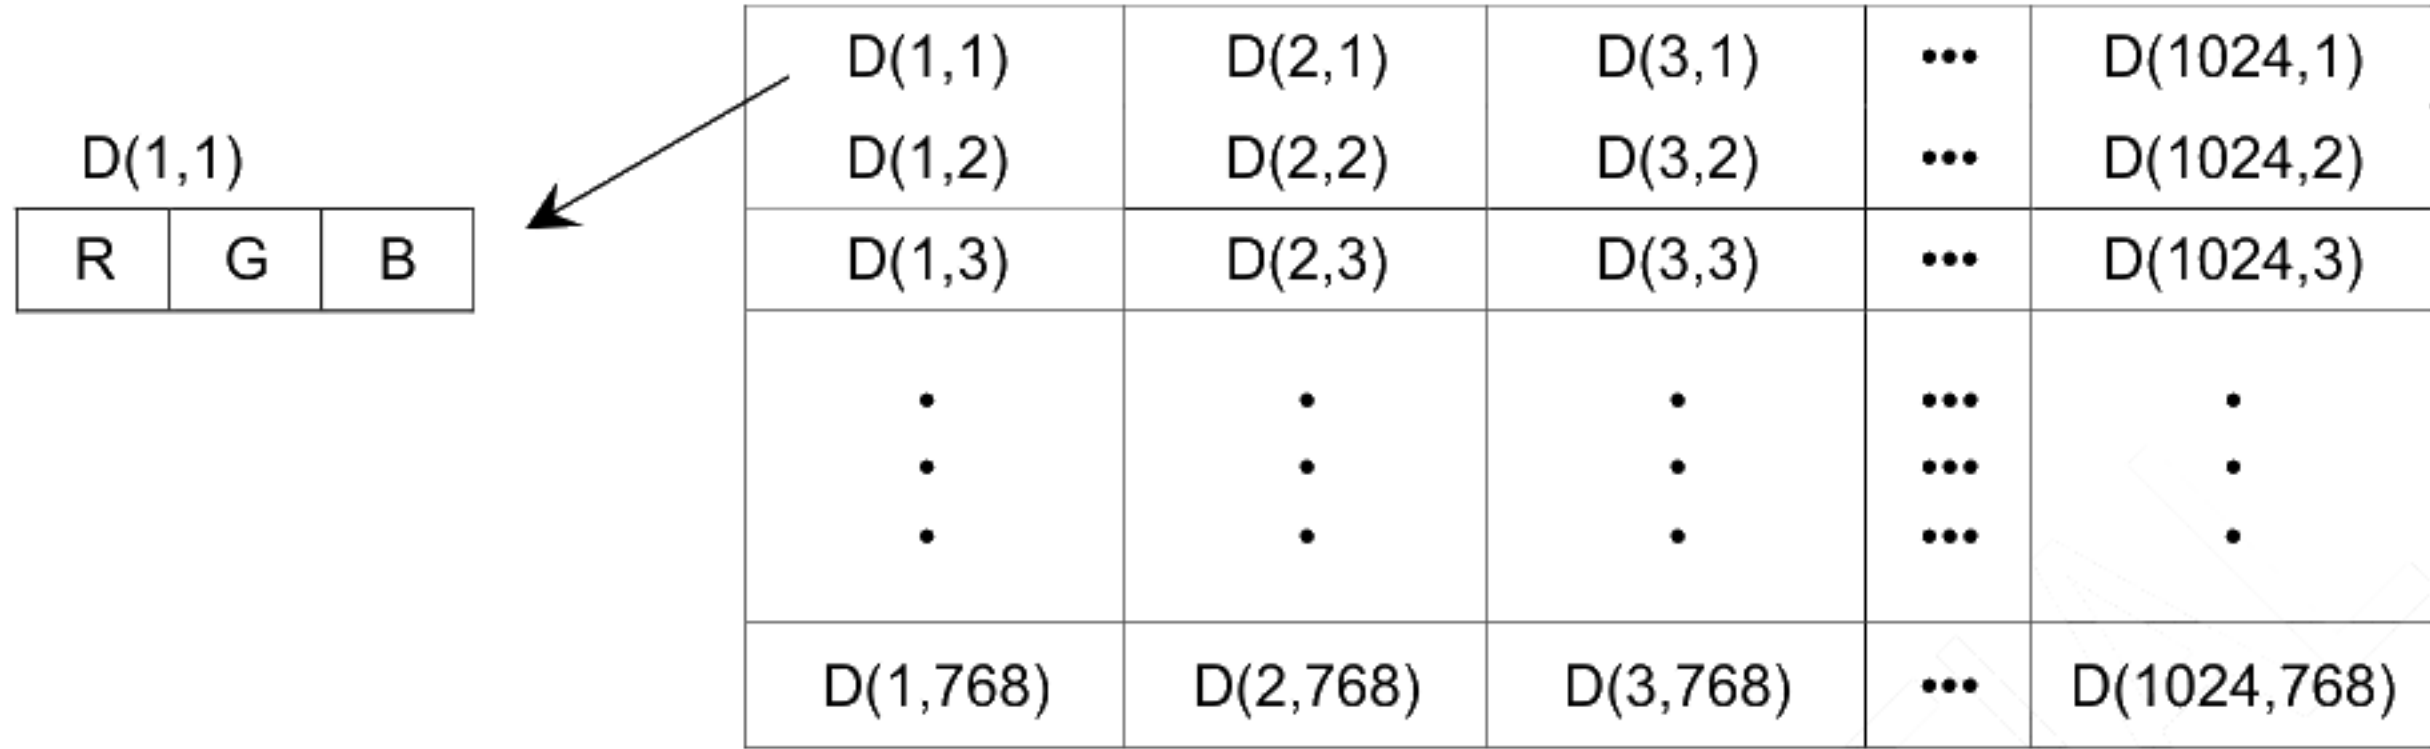 D(1,1) D(2,1) D(3,1) ••• D(1024,1)
D(1,1)
D(1,2) D(2,2) D(3,2) ••• D(1024,2)
R G B
D(1,3) D(2,3) D(3,3) ••• D(1024,3)
• • • ••• •
• • • ••• •
• • • ••• •
D(1,768) D(2,768) D(3,768) ••• D(1024,768)